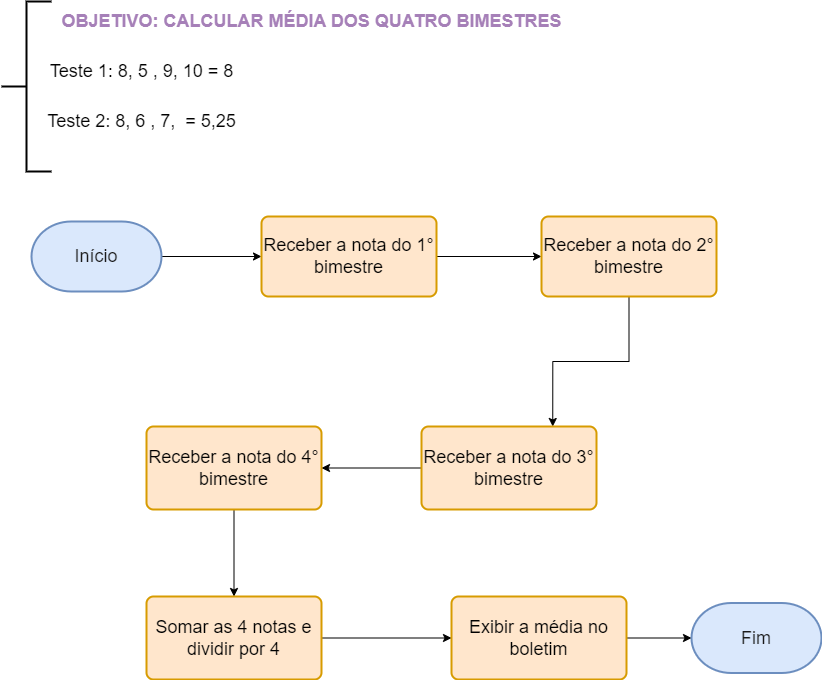 OBJETIVO: CALCULAR MÉDIA DOS QUATRO BIMESTRES
Teste 1: 8, 5 , 9, 10 = 8
Teste 2: 8, 6 , 7,  = 5,25
Início
Receber a nota do 1°
bimestre
Receber a nota do 2°
bimestre
Receber a nota do 3°
bimestre
Receber a nota do 4°
bimestre
Somar as 4 notas e
dividir por 4
Exibir a média no
boletim
Fim